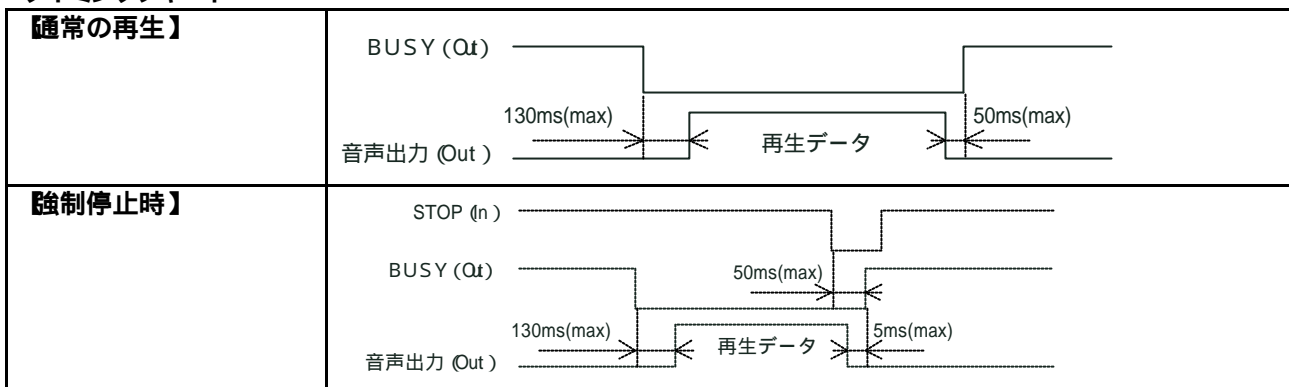 【通常の再生】
BUSY (Out)
130ms(max)
50ms(max)
再生データ
音声出力 (Out )
【強制停止時】
STOP (In )
BUSY (Out)
50ms(max)
130ms(max)
5ms(max)
再生データ
音声出力 (Out )